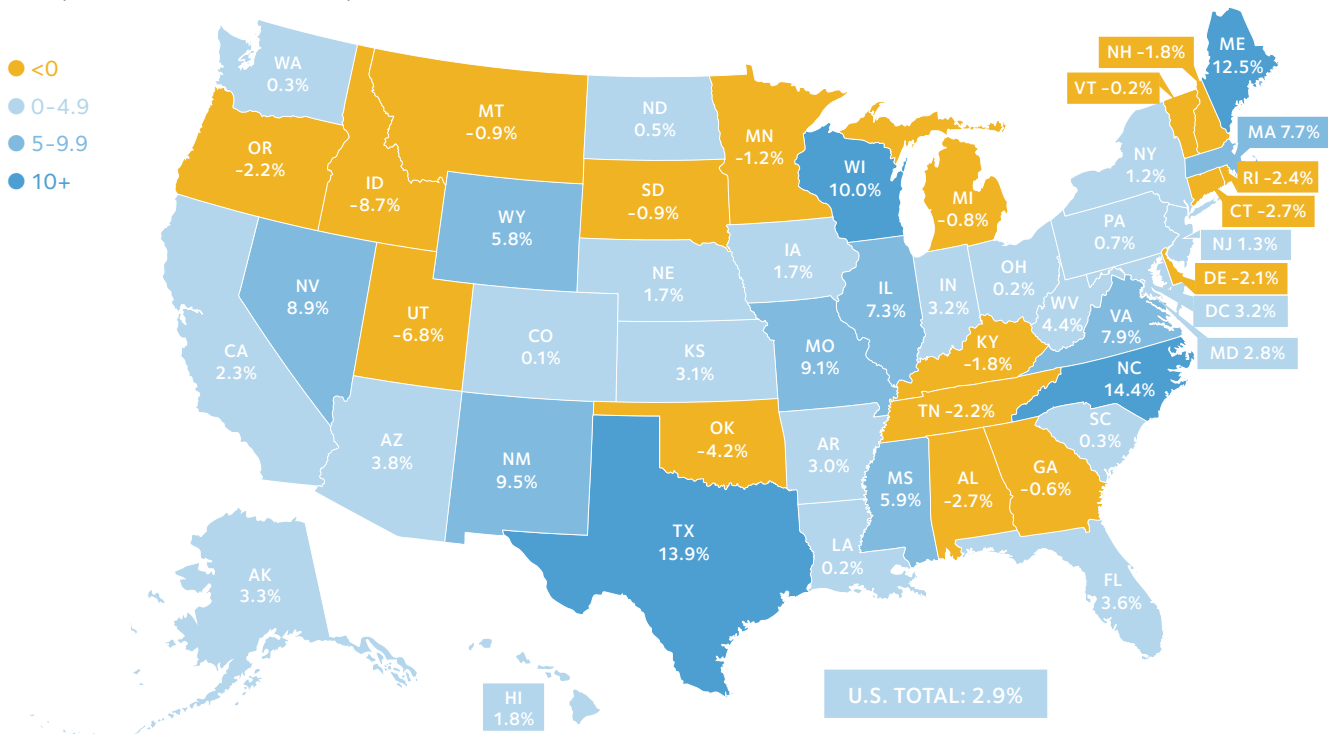 <0
0-4.9
5-9.9
10+
WA
0.3%
OR
-2.2%
ID
-8.7%
MT
-0.9%
ND
0.5%
SD
-0.9%
MN
-1.2%
WI
10.0%
MI
-0.8%
NH -1.8%
VT -0.2%
ME
12.5%
MA 7.7%
NY
1.2%
RI -2.4%
CT -2.7%
PA
0.7%
NJ 1.3%
DE -2.1%
DC 3.2%
MD 2.8%
WY
5.8%
NE
1.7%
IA
1.7%
IL
7.3%
IN
3.2%
OH
0.2%
WV
4.4%
VA
7.9%
NV
8.9%
UT
-6.8%
CO
0.1%
KS
3.1%
MO
9.1%
KY
-1.8%
NC
14.4%
CA
2.3%
AZ
3.8%
NM
9.5%
OK
-4.2%
AR
3.0%
TN -2.2%
SC
0.3%
MS
5.9%
AL
-2.7%
GA
-0.6%
TX
13.9%
LA
0.2%
FL
3.6%
AK
3.3%
HI
1.8%
U.S. TOTAL: 2.9%